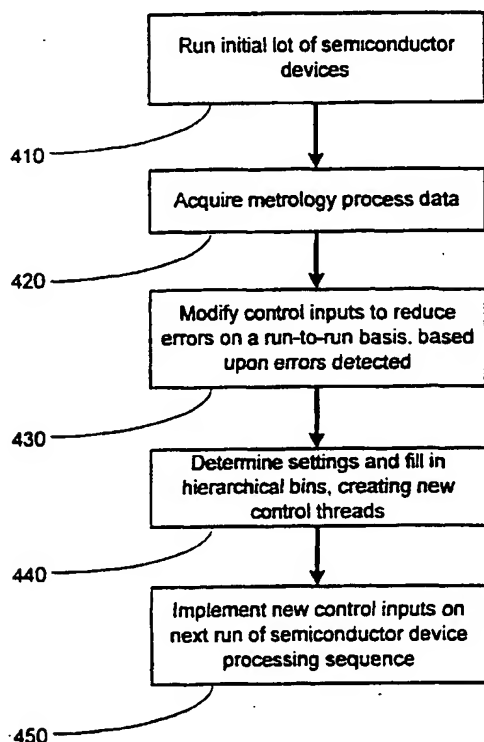 Run initial lot of semiconductor
devices
410
Acquire metrology process data
420
Modify control inputs to reduce
errors on a run-to-run basis, based
upon errors detected
430
Determine settings and fill in
hierarchical bins, creating new
control threads
440
Implement new control inputs on
next run of semiconductor device
processing sequence
450